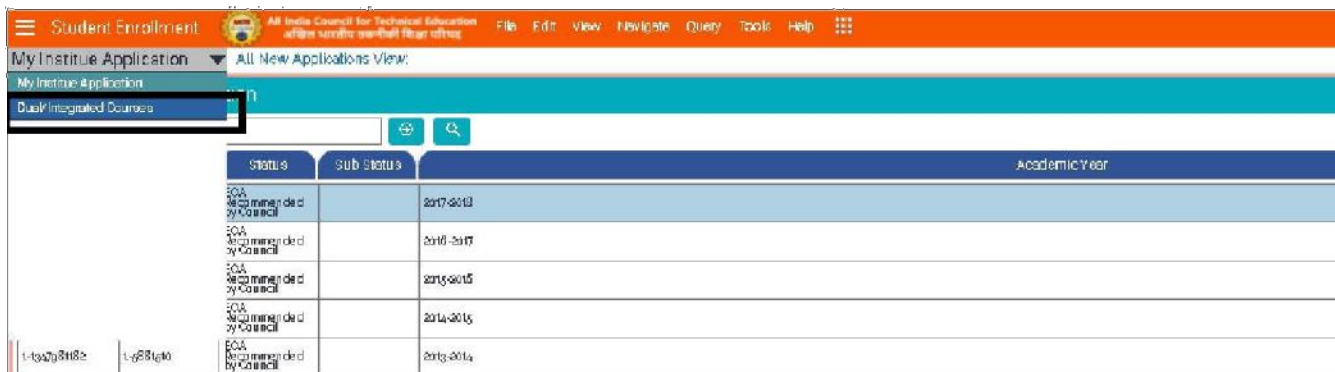 Student Enrollment
All India Council for Technical Education
अखिल भारतीय तकनीकी शिक्षा परिषद
File Edit View Navigate Query Tools Help
My Institue Application
All New Applications View:
My Institue Application
Dual/ Integrated Courses
Status Sub Status Academic Year
EOA
Recommended
by Council
2017-2018
EOA
Recommended
by Council
2016-2017
EOA
Recommended
by Council
2015-2016
EOA
Recommended
by Council
2014-2015
EOA
Recommended
by Council
2013-2014